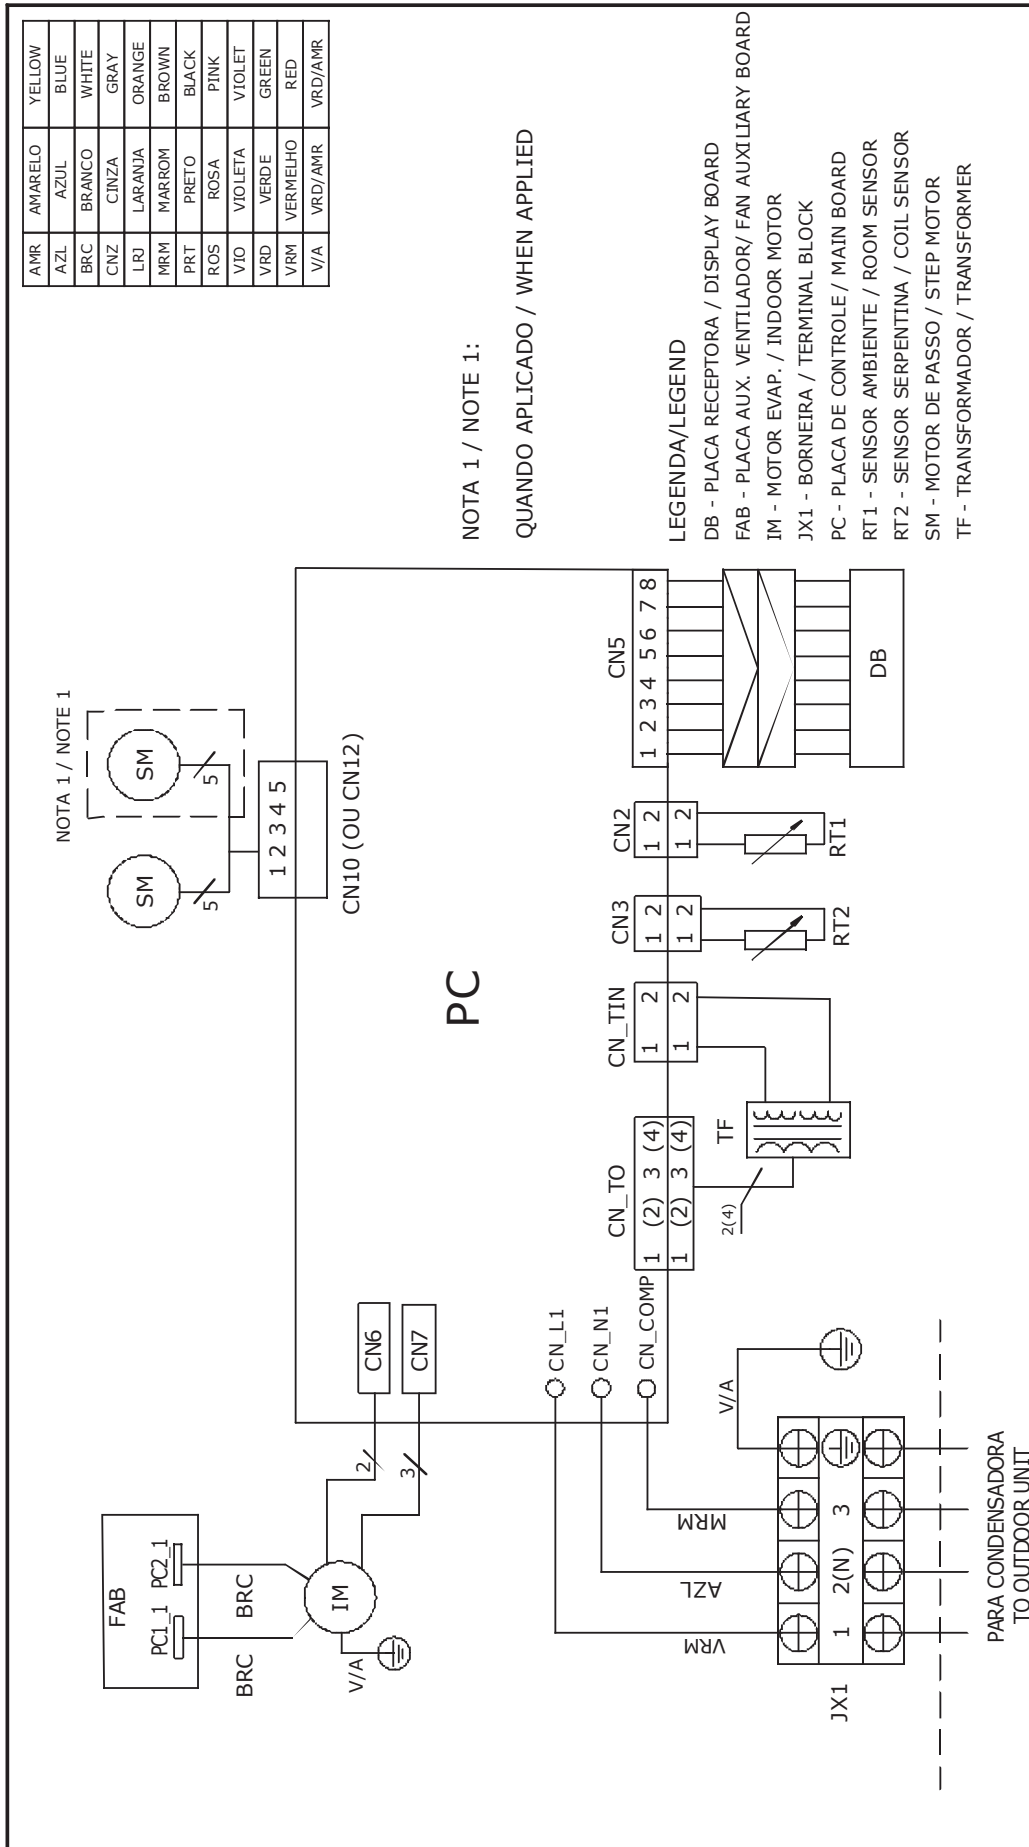 FAB
PC1_1 PC2_1
BRC
BRC
IM
V/A
2
3
CN6
CN7
NOTA 1 / NOTE 1
SM
SM
5
5
1 2 3 4 5
CN10 (OU CN12)
PC
CN_L1
CN_N1
CN_COMP
CN_TO
1 (2) 3 (4)
1 (2) 3 (4)
2(4)
TF
CN_TIN
1 2
1 2
CN3
1 2
1 2
RT2
CN2
1 2
1 2
RT1
CN5
1 2 3 4 5 6 7 8
DB
VRM
AZL
MRM
V/A
JX1
1 2(N) 3
PARA CONDENSADORA
TO OUTDOOR UNIT
AMR AMARELO YELLOW
AZL AZUL BLUE
BRC BRANCO WHITE
CNZ CINZA GRAY
LRJ LARANJA ORANGE
MRM MARROM BROWN
PRT PRETO BLACK
ROS ROSA PINK
VIO VIOLETA VIOLET
VRD VERDE GREEN
VRM VERMELHO RED
V/A VRD/AMR VRD/AMR
NOTA 1 / NOTE 1:
QUANDO APLICADO / WHEN APPLIED
LEGENDA/LEGEND
DB - PLACA RECEPTORA / DISPLAY BOARD
FAB - PLACA AUX. VENTILADOR/ FAN AUXILIARY BOARD
IM - MOTOR EVAP. / INDOOR MOTOR
JX1 - BORNEIRA / TERMINAL BLOCK
PC - PLACA DE CONTROLE / MAIN BOARD
RT1 - SENSOR AMBIENTE / ROOM SENSOR
RT2 - SENSOR SERPENTINA / COIL SENSOR
SM - MOTOR DE PASSO / STEP MOTOR
TF - TRANSFORMADOR / TRANSFORMER